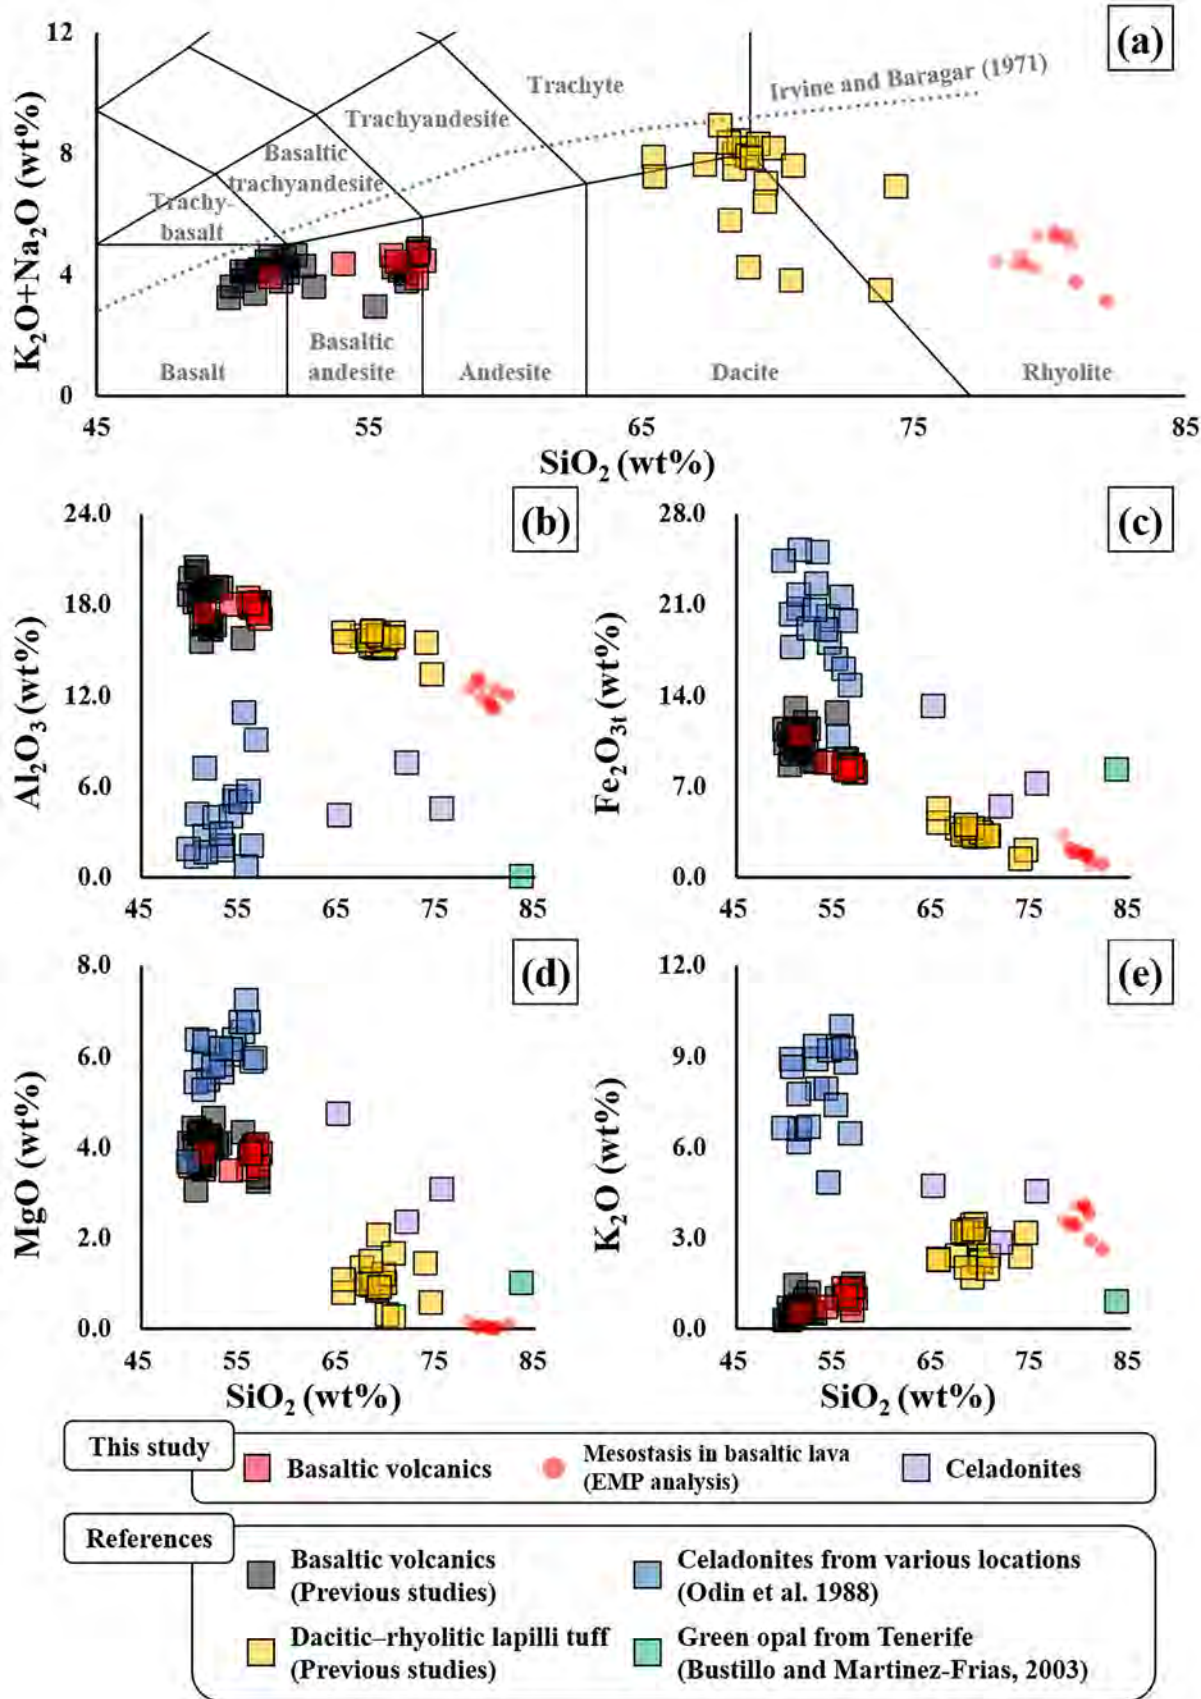 (a)
12
8
4
0
K₂O+Na₂O (wt%)
Irvine and Baragar (1971)
Trachyte
Trachyandesite
Basaltic
trachyandesite
Trachy-
basalt
Basalt
Basaltic
andesite
Andesite
Dacite
Rhyolite
45 55 65 75 85
SiO₂ (wt%)
(b)
24.0
18.0
12.0
6.0
0.0
Al₂O₃ (wt%)
45 55 65 75 85
(c)
28.0
21.0
14.0
7.0
0.0
Fe₂O₃t (wt%)
45 55 65 75 85
(d)
8.0
6.0
4.0
2.0
0.0
MgO (wt%)
45 55 65 75 85
SiO₂ (wt%)
(e)
12.0
9.0
6.0
3.0
0.0
K₂O (wt%)
45 55 65 75 85
SiO₂ (wt%)
This study
Basaltic volcanics
Mesostasis in basaltic lava
(EMP analysis)
Celadonites
References
Basaltic volcanics
(Previous studies)
Celadonites from various locations
(Odin et al. 1988)
Dacitic–rhyolitic lapilli tuff
(Previous studies)
Green opal from Tenerife
(Bustillo and Martinez-Frias, 2003)